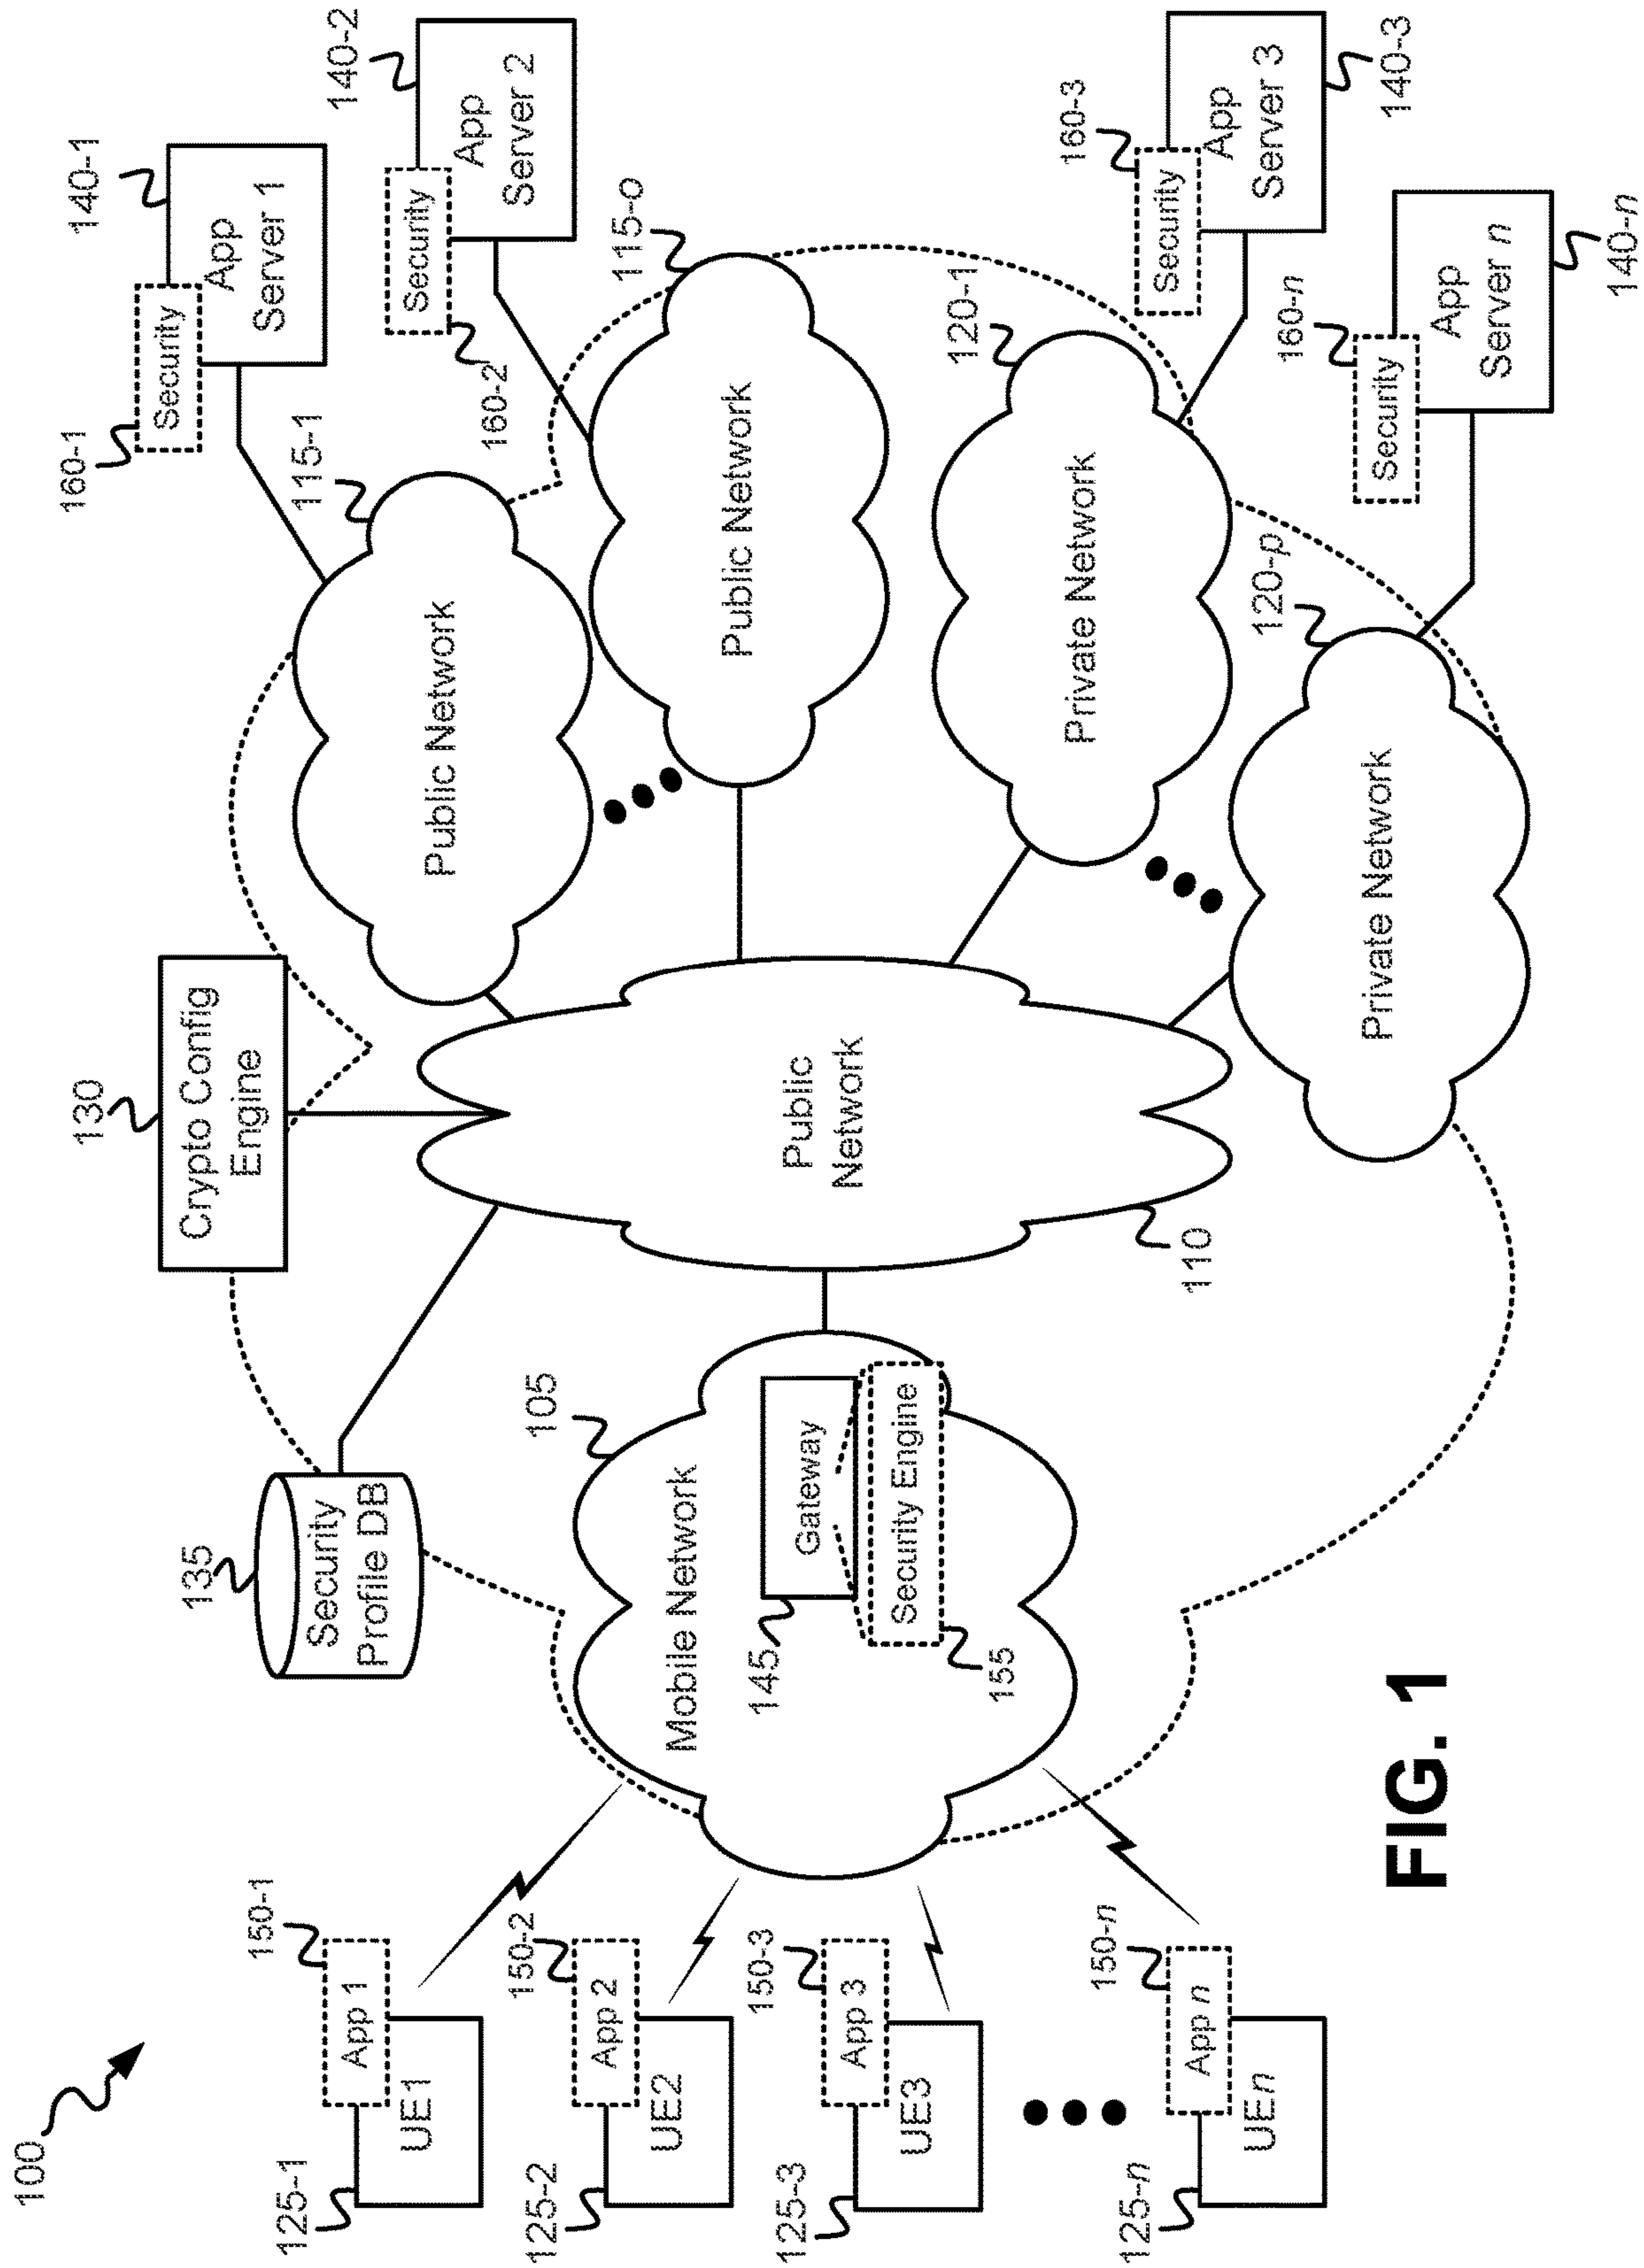 100
125-1
150-1
App 1
UE1
125-2
150-2
App 2
UE2
125-3
150-3
App 3
UE3
125-n
150-n
App n
UEn
135
Security
Profile DB
105
Mobile Network
145
Gateway
Security Engine
155
130
Crypto Config
Engine
Public
Network
110
115-1
Public Network
115-o
Public Network
120-1
Private Network
120-p
Private Network
160-1
Security
140-1
App
Server 1
140-2
Security
160-2
App
Server 2
160-3
Security
App
Server 3
140-3
160-n
Security
App
Server n
140-n
FIG. 1